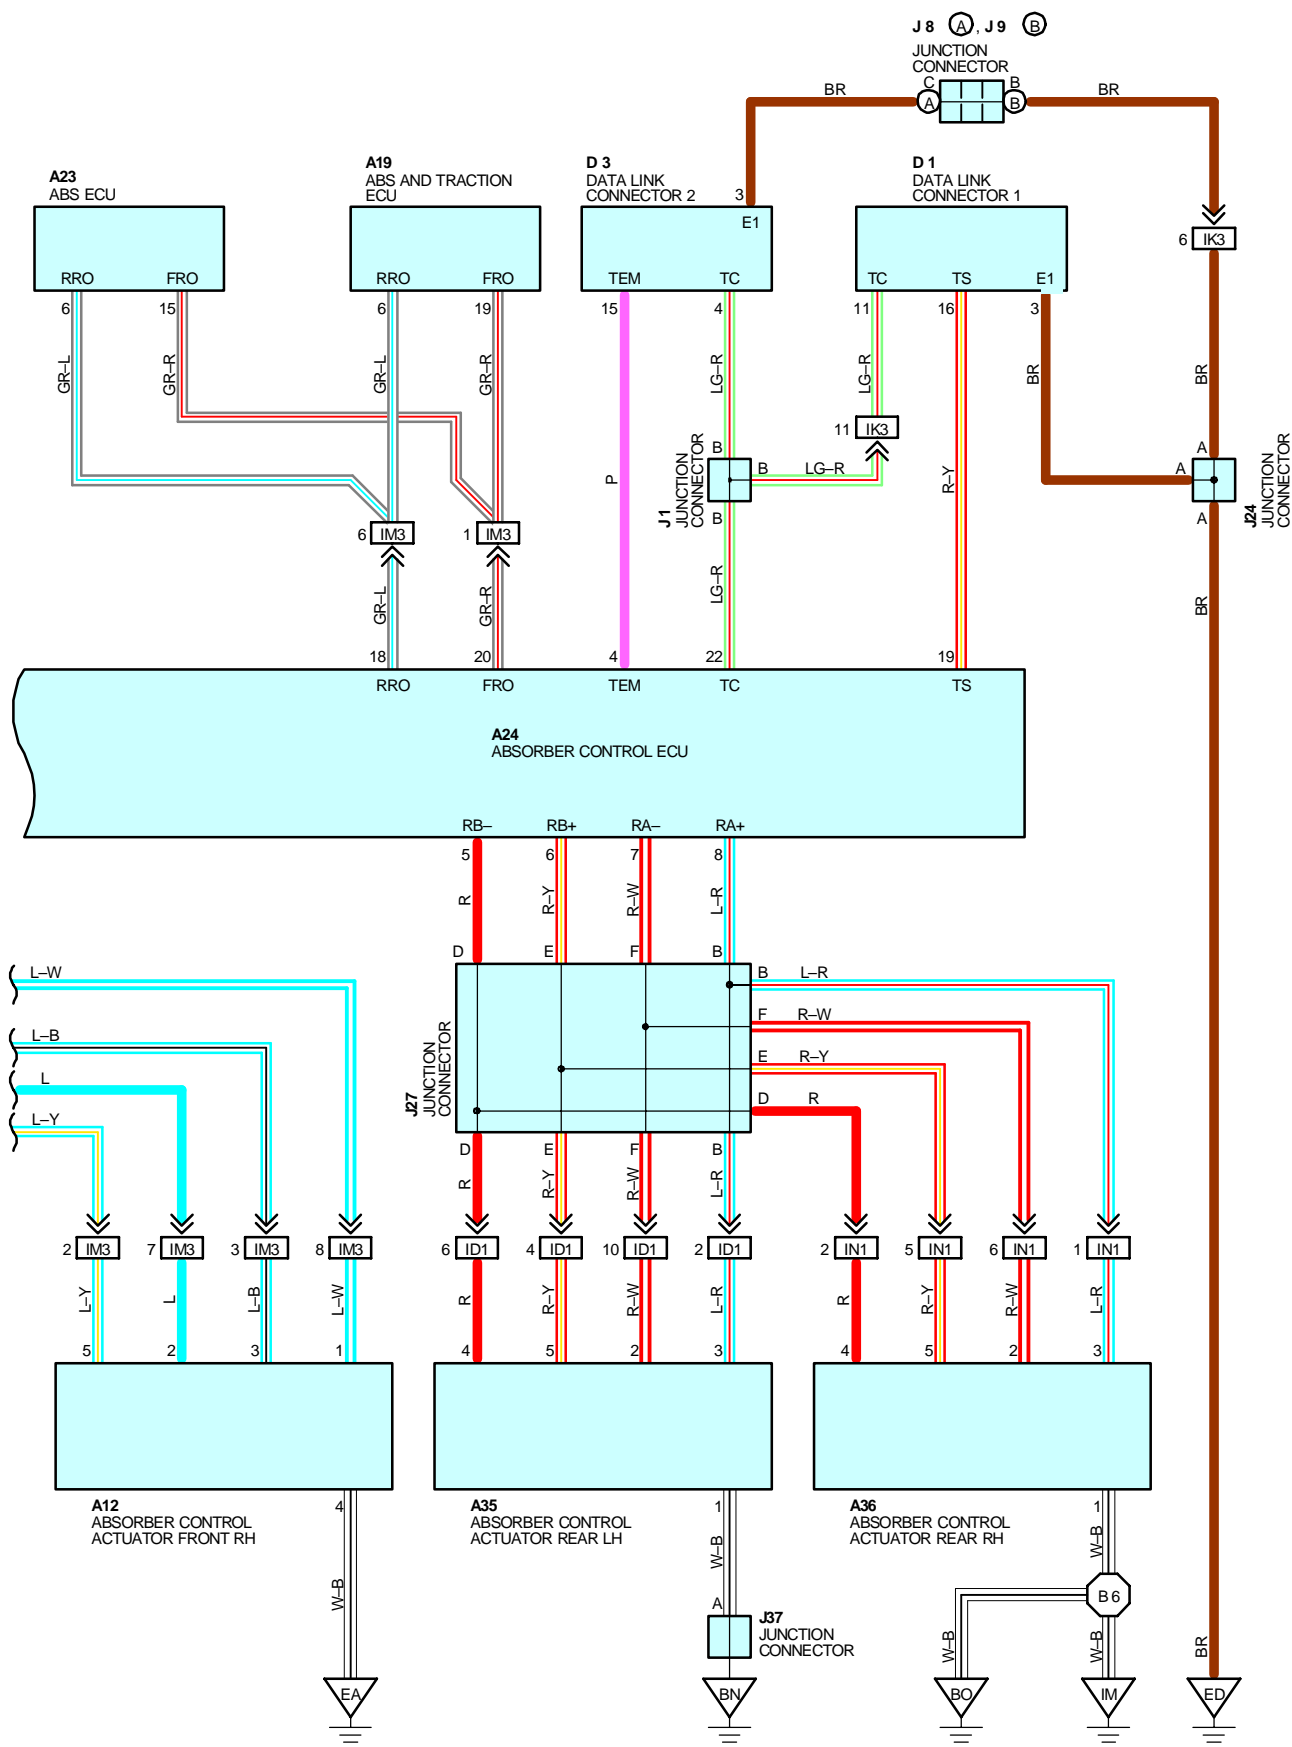 J 8 A , J 9 B
JUNCTION
CONNECTOR
C B
BR A B BR
A23
ABS ECU
A19
ABS AND TRACTION
ECU
D 3
DATA LINK
CONNECTOR 2
3
D 1
DATA LINK
CONNECTOR 1
E1
6 IK3
RRO FRO RRO FRO TEM TC TC TS E1
6 15 6 19 15 4 11 16 3
GR–L GR–R GR–L GR–R LG–R LG–R BR BR
11 IK3
B A
P B LG–R R–Y A
J1
JUNCTION
CONNECTOR
J24
JUNCTION
CONNECTOR
B A
6 IM3 1 IM3
GR–L GR–R LG–R BR
18 20 4 22 19
RRO FRO TEM TC TS
A24
ABSORBER CONTROL ECU
RB– RB+ RA– RA+
5 6 7 8
R R–Y R–W L–R
D E F B
L–W B L–R
F R–W
L–B E R–Y
L D R
L–Y
J27
JUNCTION
CONNECTOR
D E F B
R R–Y R–W L–R
2 IM3 7 IM3 3 IM3 8 IM3 6 ID1 4 ID1 10 ID1 2 ID1 2 IN1 5 IN1 6 IN1 1 IN1
L–Y L L–B L–W R R–Y R–W L–R R R–Y R–W L–R
5 2 3 1 4 5 2 3 4 5 2 3
A12
ABSORBER CONTROL
ACTUATOR FRONT RH
4
A35
ABSORBER CONTROL
ACTUATOR REAR LH
1
A36
ABSORBER CONTROL
ACTUATOR REAR RH
1
W–B W–B W–B
A B 6
J37
JUNCTION
CONNECTOR
W–B W–B BR
EA BN BO IM ED